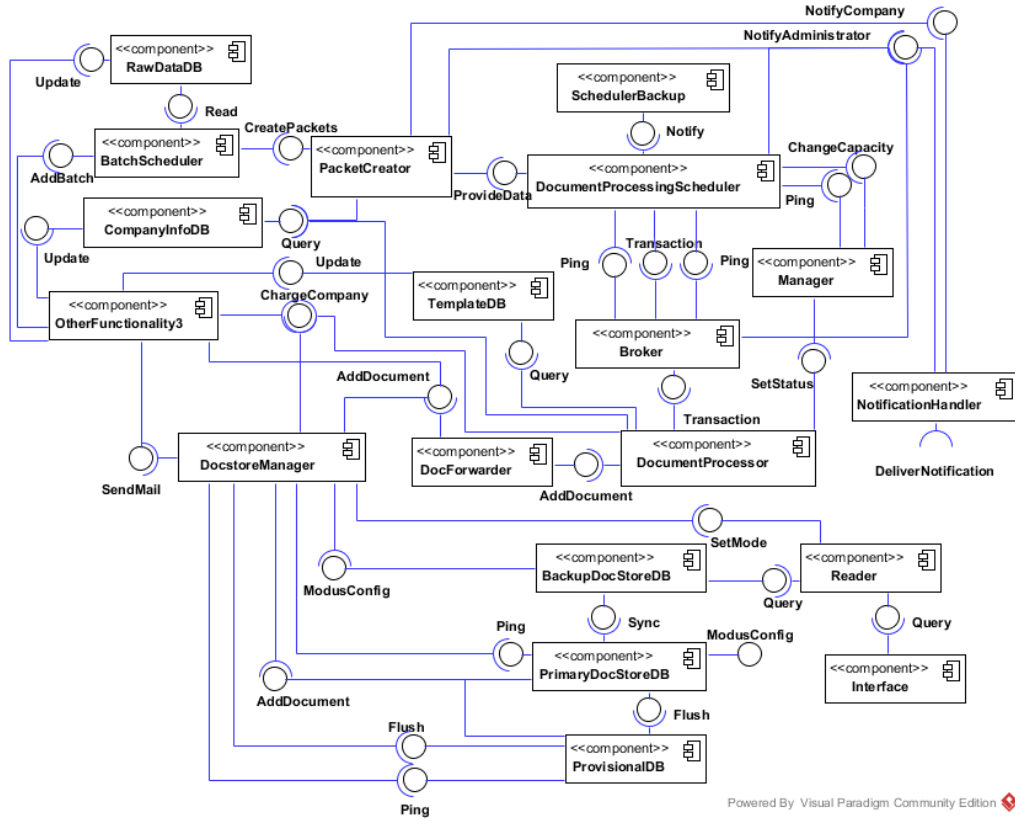 NotifyCompany
NotifyAdministrator
<<component>>
RawDataDB
Update
<<component>>
SchedulerBackup
Read
Notify
CreatePackets
<<component>>
BatchScheduler
AddBatch
<<component>>
PacketCreator
ProvideData
<<component>>
DocumentProcessingScheduler
ChangeCapacity
Ping
<<component>>
CompanyInfoDB
Query
Update
Update
Transaction
Ping
Ping
<<component>>
Manager
<<component>>
OtherFunctionality3
ChargeCompany
<<component>>
TemplateDB
<<component>>
Broker
Query
SetStatus
AddDocument
<<component>>
NotificationHandler
Transaction
DeliverNotification
<<component>>
DocstoreManager
SendMail
<<component>>
DocForwarder
AddDocument
<<component>>
DocumentProcessor
SetMode
<<component>>
BackupDocStoreDB
<<component>>
Reader
ModusConfig
Query
Sync
Query
Ping
ModusConfig
<<component>>
PrimaryDocStoreDB
<<component>>
Interface
AddDocument
Flush
Flush
<<component>>
ProvisionalDB
Ping
Powered By Visual Paradigm Community Edition